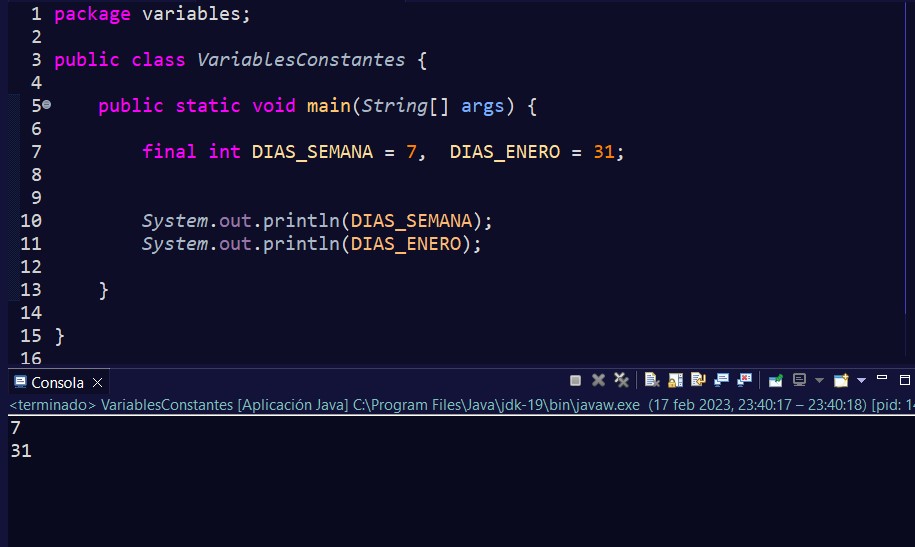 1 package variables;
2
3 public class VariablesConstantes {
4
5 public static void main(String[] args) {
6
7 final int DIAS_SEMANA = 7,  DIAS_ENERO = 31;
8
9
10 System.out.println(DIAS_SEMANA);
11 System.out.println(DIAS_ENERO);
12
13 }
14
15 }
16
Consola
<terminado> VariablesConstantes [Aplicación Java] C:\Program Files\Java\jdk-19\bin\javaw.exe (17 feb 2023, 23:40:17 – 23:40:18) [pid:
7
31